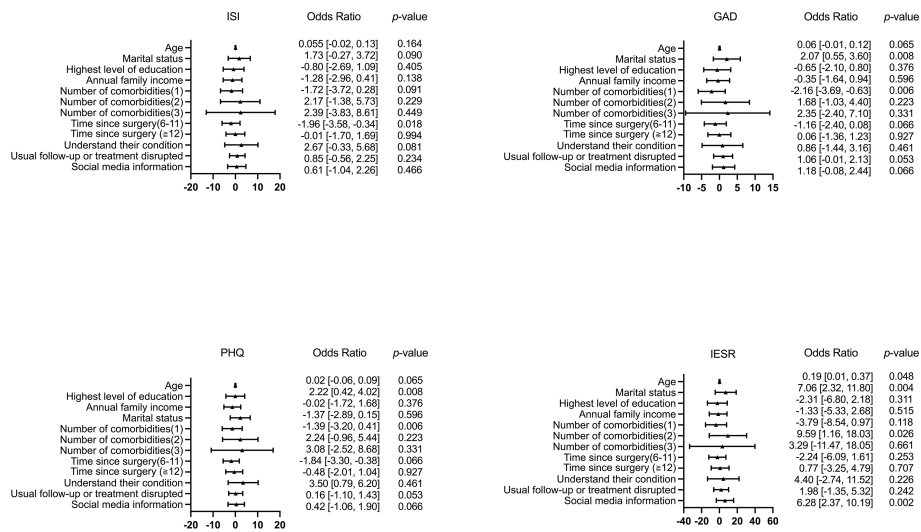 ISI Odds Ratio p-value
Age 0.055 [-0.02, 0.13] 0.164
Marital status 1.73 [-0.27, 3.72] 0.090
Highest level of education -0.80 [-2.69, 1.09] 0.405
Annual family income -1.28 [-2.96, 0.41] 0.138
Number of comorbidities(1) -1.72 [-3.72, 0.28] 0.091
Number of comorbidities(2) 2.17 [-1.38, 5.73] 0.229
Number of comorbidities(3) 2.39 [-3.83, 8.61] 0.449
Time since surgery(6-11) -1.96 [-3.58, -0.34] 0.018
Time since surgery (≥12) -0.01 [-1.70, 1.69] 0.994
Understand their condition 2.67 [-0.33, 5.68] 0.081
Usual follow-up or treatment disrupted 0.85 [-0.56, 2.25] 0.234
Social media information 0.61 [-1.04, 2.26] 0.466
-20 -10 0 10 20
GAD Odds Ratio p-value
Age 0.06 [-0.01, 0.12] 0.065
Marital status 2.07 [0.55, 3.60] 0.008
Highest level of education -0.65 [-2.10, 0.80] 0.376
Annual family income -0.35 [-1.64, 0.94] 0.596
Number of comorbidities(1) -2.16 [-3.69, -0.63] 0.006
Number of comorbidities(2) 1.68 [-1.03, 4.40] 0.223
Number of comorbidities(3) 2.35 [-2.40, 7.10] 0.331
Time since surgery(6-11) -1.16 [-2.40, 0.08] 0.066
Time since surgery (≥12) 0.06 [-1.36, 1.23] 0.927
Understand their condition 0.86 [-1.44, 3.16] 0.461
Usual follow-up or treatment disrupted 1.06 [-0.01, 2.13] 0.053
Social media information 1.18 [-0.08, 2.44] 0.066
-10 -5 0 5 10 15
PHQ Odds Ratio p-value
Age 0.02 [-0.06, 0.09] 0.065
Highest level of education 2.22 [0.42, 4.02] 0.008
Annual family income -0.02 [-1.72, 1.68] 0.376
Marital status -1.37 [-2.89, 0.15] 0.596
Number of comorbidities(1) -1.39 [-3.20, 0.41] 0.006
Number of comorbidities(2) 2.24 [-0.96, 5.44] 0.223
Number of comorbidities(3) 3.08 [-2.52, 8.68] 0.331
Time since surgery(6-11) -1.84 [-3.30, -0.38] 0.066
Time since surgery (≥12) -0.48 [-2.01, 1.04] 0.927
Understand their condition 3.50 [0.79, 6.20] 0.461
Usual follow-up or treatment disrupted 0.16 [-1.10, 1.43] 0.053
Social media information 0.42 [-1.06, 1.90] 0.066
-20 -10 0 10 20
IESR Odds Ratio p-value
Age 0.19 [0.01, 0.37] 0.048
Marital status 7.06 [2.32, 11.80] 0.004
Highest level of education -2.31 [-6.80, 2.18] 0.311
Annual family income -1.33 [-5.33, 2.68] 0.515
Number of comorbidities(1) -3.79 [-8.54, 0.97] 0.118
Number of comorbidities(2) 9.59 [1.16, 18.03] 0.026
Number of comorbidities(3) 3.29 [-11.47, 18.05] 0.661
Time since surgery(6-11) -2.24 [-6.09, 1.61] 0.253
Time since surgery (≥12) 0.77 [-3.25, 4.79] 0.707
Understand their condition 4.40 [-2.74, 11.52] 0.226
Usual follow-up or treatment disrupted 1.98 [-1.35, 5.32] 0.242
Social media information 6.28 [2.37, 10.19] 0.002
-40 -20 0 20 40 60